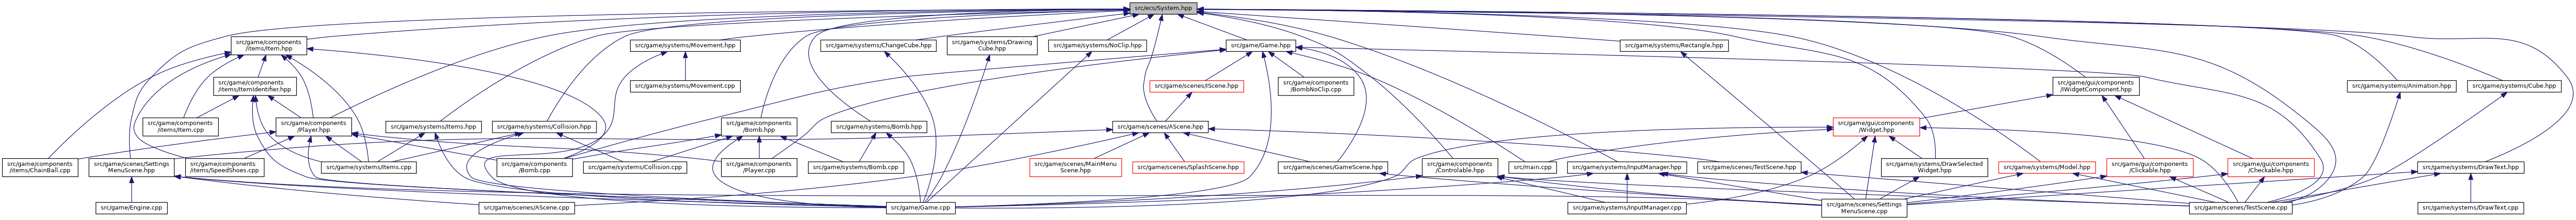 src/ecs/System.hpp
src/game/components
/items/Item.hpp
src/game/systems/Movement.hpp
src/game/systems/ChangeCube.hpp
src/game/systems/Drawing
Cube.hpp
src/game/systems/NoClip.hpp
src/game/Game.hpp
src/game/systems/Rectangle.hpp
src/game/components
/items/ItemIdentifier.hpp
src/game/systems/Movement.cpp
src/game/scenes/IScene.hpp
src/game/components
/BombNoClip.cpp
src/game/gui/components
/IWidgetComponent.hpp
src/game/systems/Animation.hpp
src/game/systems/Cube.hpp
src/game/components
/items/Item.cpp
src/game/components
/Player.hpp
src/game/systems/Items.hpp
src/game/systems/Collision.hpp
src/game/components
/Bomb.hpp
src/game/systems/Bomb.hpp
src/game/scenes/AScene.hpp
src/game/gui/components
/Widget.hpp
src/game/components
/items/ChainBall.cpp
src/game/scenes/Settings
MenuScene.hpp
src/game/components
/items/SpeedShoes.cpp
src/game/systems/Items.cpp
src/game/components
/Bomb.cpp
src/game/systems/Collision.cpp
src/game/components
/Player.cpp
src/game/systems/Bomb.cpp
src/game/scenes/MainMenu
Scene.hpp
src/game/scenes/SplashScene.hpp
src/game/scenes/GameScene.hpp
src/game/components
/Controlable.hpp
src/main.cpp
src/game/systems/InputManager.hpp
src/game/scenes/TestScene.hpp
src/game/systems/DrawSelected
Widget.hpp
src/game/systems/Model.hpp
src/game/gui/components
/Clickable.hpp
src/game/gui/components
/Checkable.hpp
src/game/systems/DrawText.hpp
src/game/Engine.cpp
src/game/scenes/AScene.cpp
src/game/Game.cpp
src/game/systems/InputManager.cpp
src/game/scenes/Settings
MenuScene.cpp
src/game/scenes/TestScene.cpp
src/game/systems/DrawText.cpp